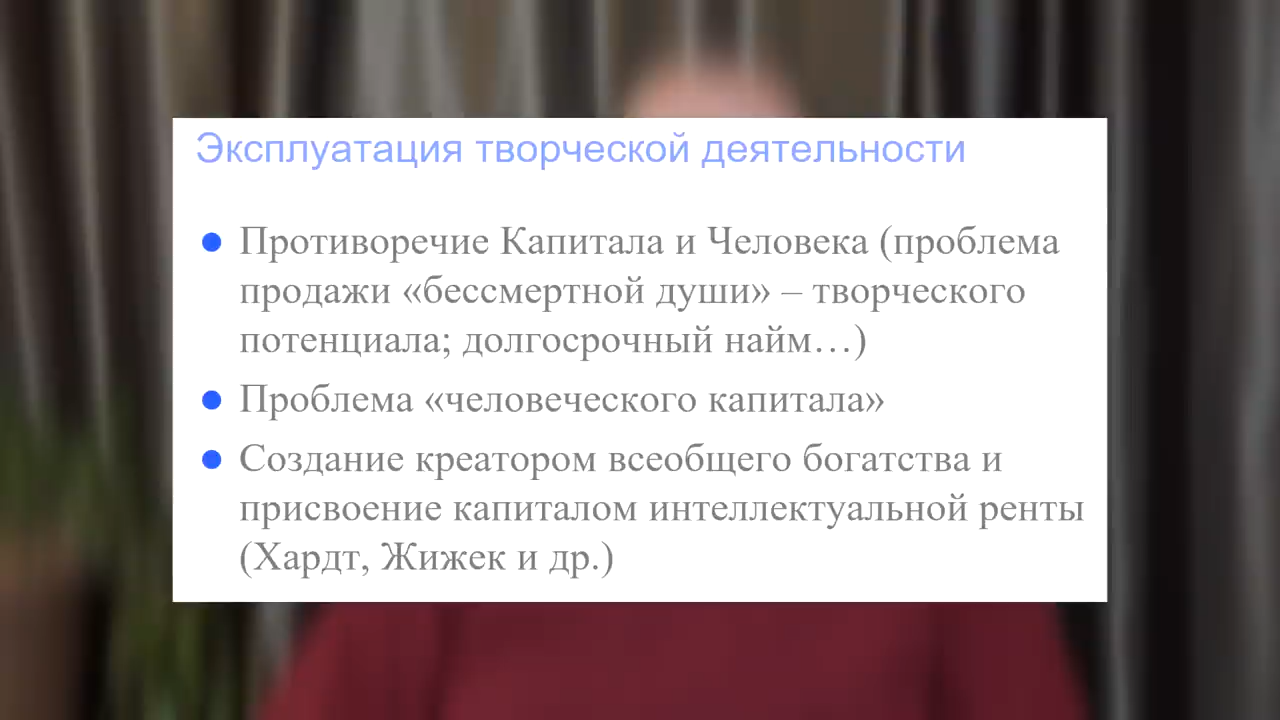 Эксплуатация творческой деятельности
● Противоречие Капитала и Человека (проблема
продажи «бессмертной души» – творческого
потенциала; долгосрочный найм…)
● Проблема «человеческого капитала»
● Создание креатором всеобщего богатства и
присвоение капиталом интеллектуальной ренты
(Хардт, Жижек и др.)